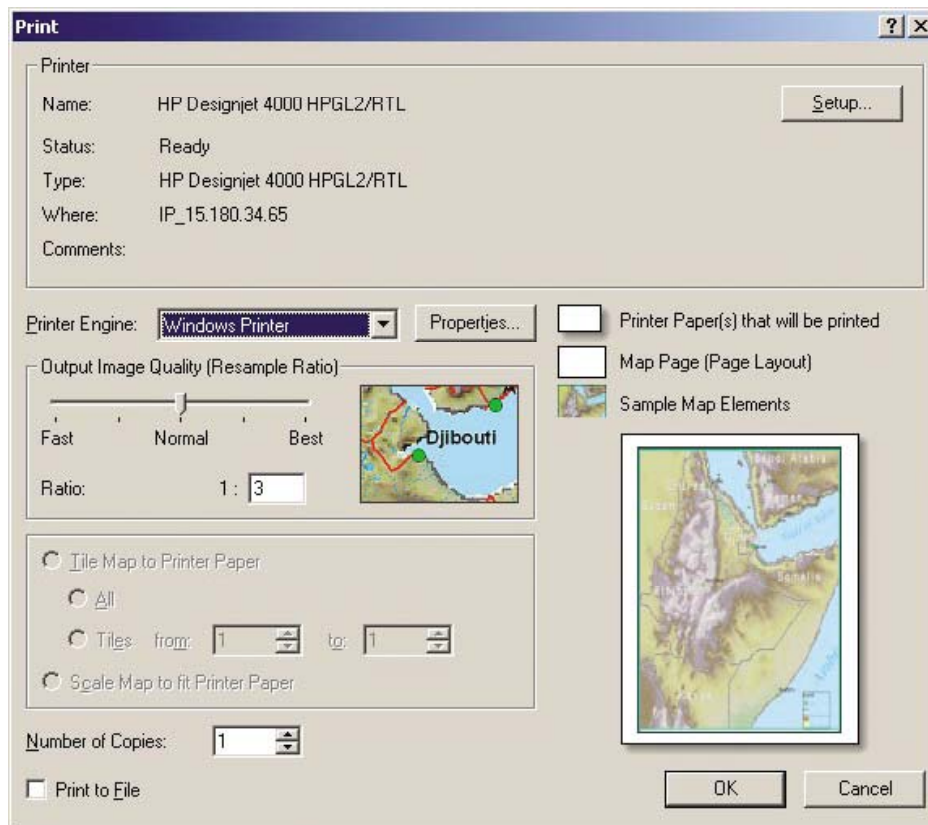 Print
Printer
Name: HP Designjet 4000 HPGL2/RTL
Setup...
Status: Ready
Type: HP Designjet 4000 HPGL2/RTL
Where: IP_15.180.34.65
Comments:
Printer Engine: Windows Printer
Properties...
Printer Paper(s) that will be printed
Map Page (Page Layout)
Sample Map Elements
Output Image Quality (Resample Ratio)
Fast Normal Best
Djibouti
Ratio: 1 : 3
Tile Map to Printer Paper
All
Tiles from: 1 to: 1
Scale Map to fit Printer Paper
Somalia
Number of Copies: 1
Print to File
OK
Cancel